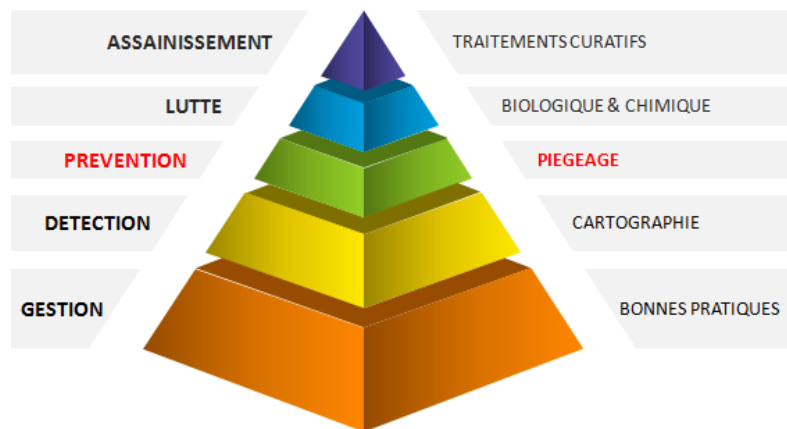 ASSAINISSEMENT TRAITEMENTS CURATIFS
LUTTE BIOLOGIQUE & CHIMIQUE
PREVENTION PIEGEAGE
DETECTION CARTOGRAPHIE
GESTION BONNES PRATIQUES